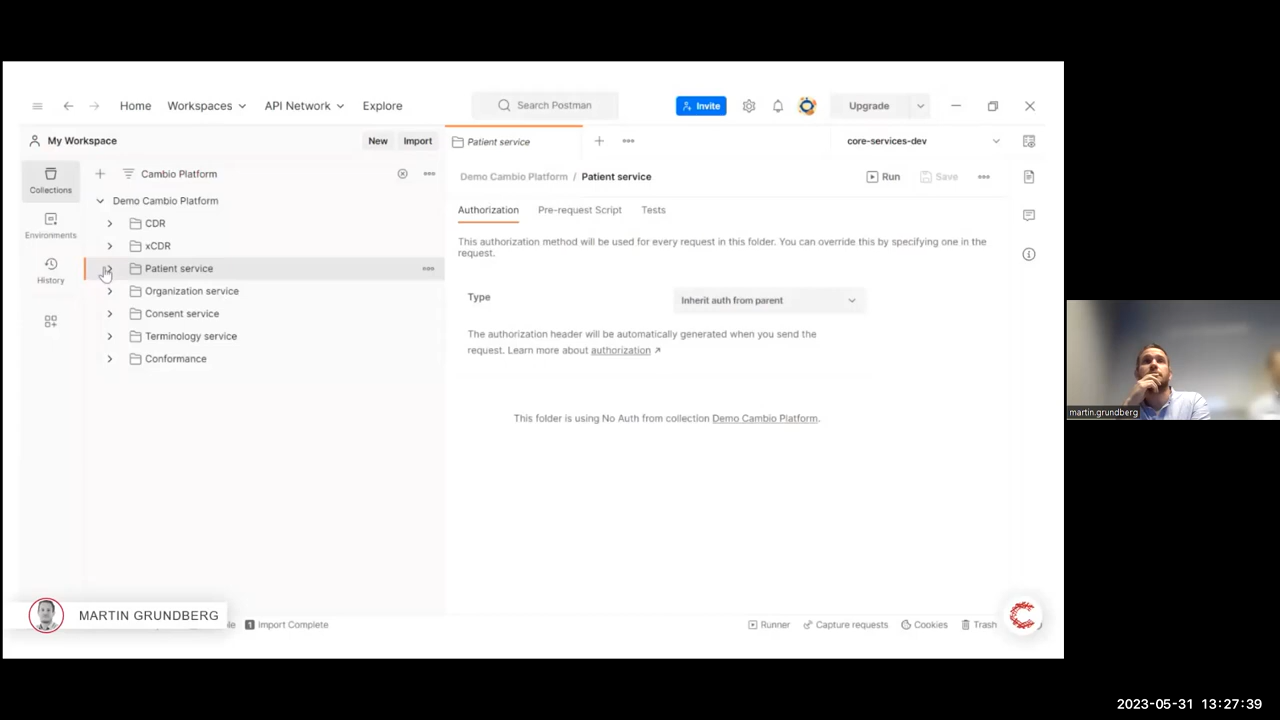 Home Workspaces API Network Explore Search Postman Invite Upgrade
My Workspace New Import Patient service core-services-dev
Collections
Environments
History
Cambio Platform
Demo Cambio Platform
CDR
xCDR
Patient service
Organization service
Consent service
Terminology service
Conformance
Demo Cambio Platform / Patient service Run Save
Authorization Pre-request Script Tests
This authorization method will be used for every request in this folder. You can override this by specifying one in the
request.
Type Inherit auth from parent
The authorization header will be automatically generated when you send the
request. Learn more about authorization
This folder is using No Auth from collection Demo Cambio Platform.
martin.grundberg
MARTIN GRUNDBERG
1 Import Complete Runner Capture requests Cookies Trash
2023-05-31 13:27:39